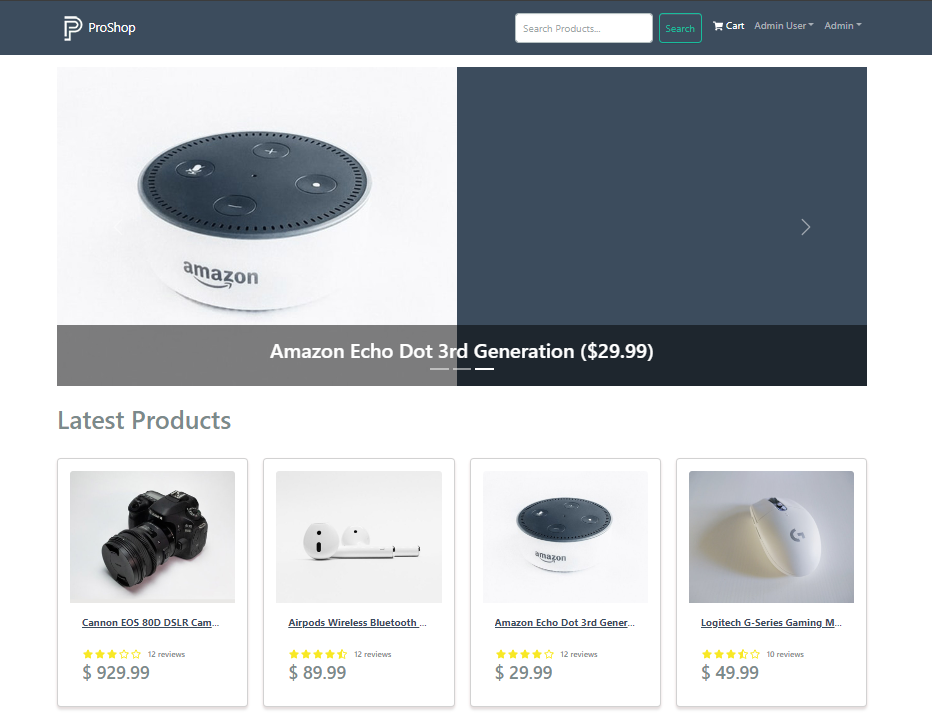 ProShop
Search Products...
Search
Cart
Admin User
Admin
amazon
Amazon Echo Dot 3rd Generation ($29.99)
Latest Products
amazon
Cannon EOS 80D DSLR Cam...
Airpods Wireless Bluetooth ...
Amazon Echo Dot 3rd Gener...
Logitech G-Series Gaming M...
12 reviews
12 reviews
12 reviews
10 reviews
$ 929.99
$ 89.99
$ 29.99
$ 49.99